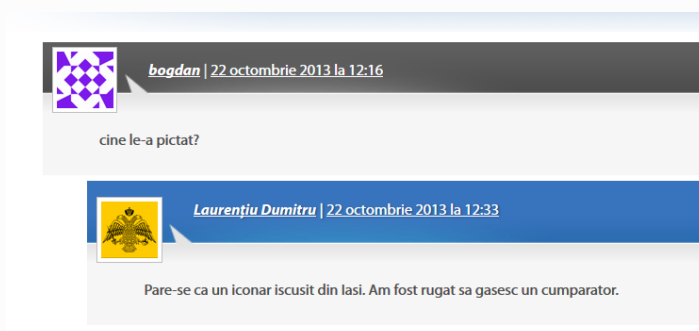 bogdan | 22 octombrie 2013 la 12:16
cine le-a pictat?
Laurențiu Dumitru | 22 octombrie 2013 la 12:33
Pare-se ca un iconar iscusit din Iasi. Am fost rugat sa gasesc un cumparator.